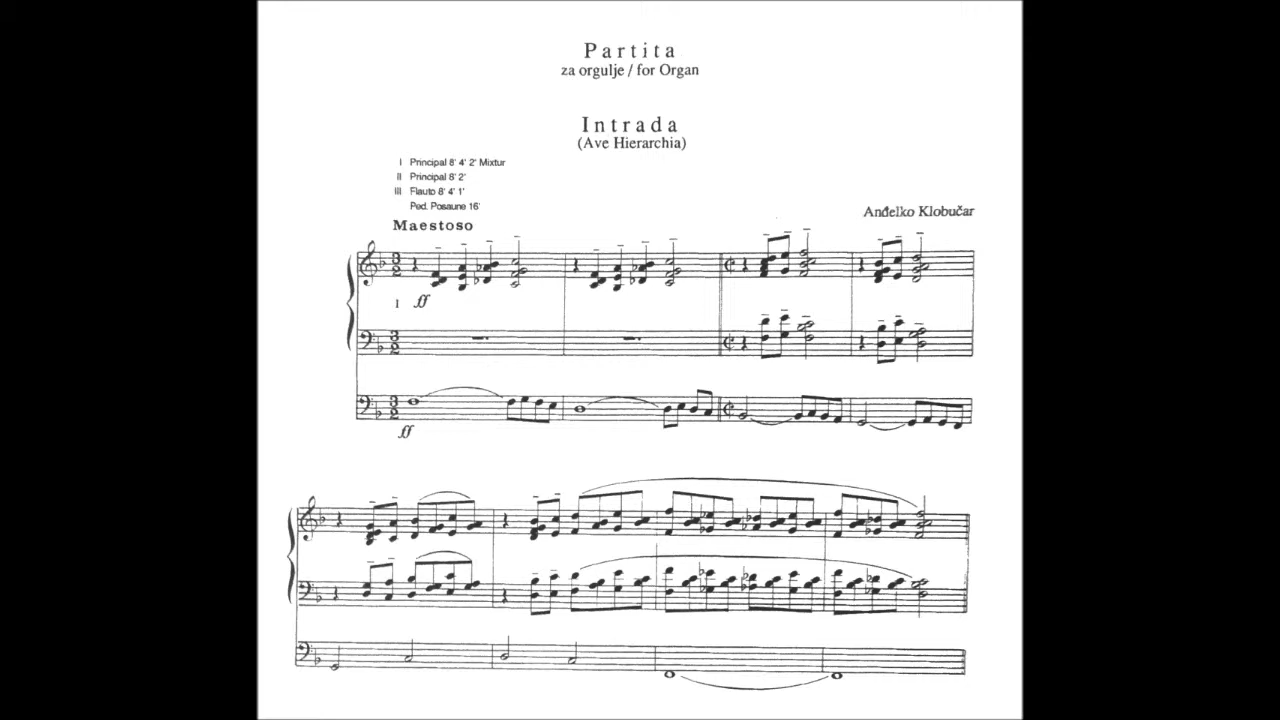 Partita
za orgulje / for Organ
Intrada
(Ave Hierarchia)
I Principal 8' 4' 2' Mixtur
II Principal 8' 2'
III Flauto 8' 4' 1'
Ped. Posaune 16'
Anđelko Klobučar
Maestoso
I ff
ff